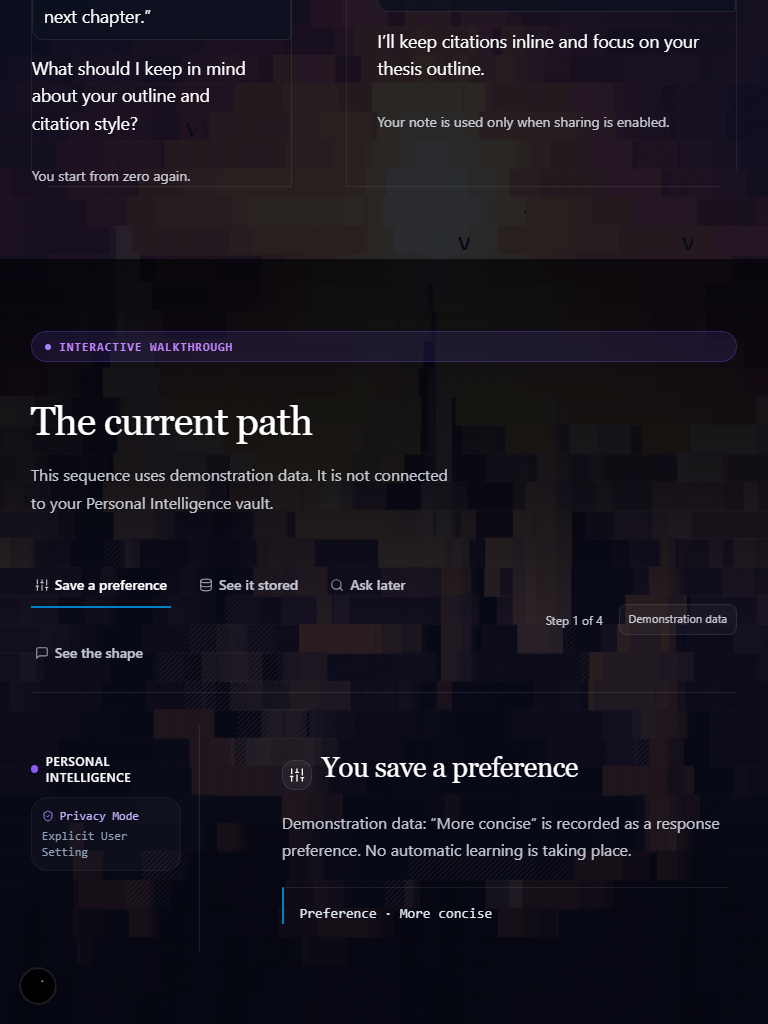 next chapter.”
What should I keep in mind
about your outline and
citation style?
You start from zero again.
I’ll keep citations inline and focus on your
thesis outline.
Your note is used only when sharing is enabled.
INTERACTIVE WALKTHROUGH
The current path
This sequence uses demonstration data. It is not connected
to your Personal Intelligence vault.
Save a preference
See it stored
Ask later
See the shape
Step 1 of 4
Demonstration data
PERSONAL
INTELLIGENCE
Privacy Mode
Explicit User
Setting
You save a preference
Demonstration data: “More concise” is recorded as a response
preference. No automatic learning is taking place.
Preference · More concise